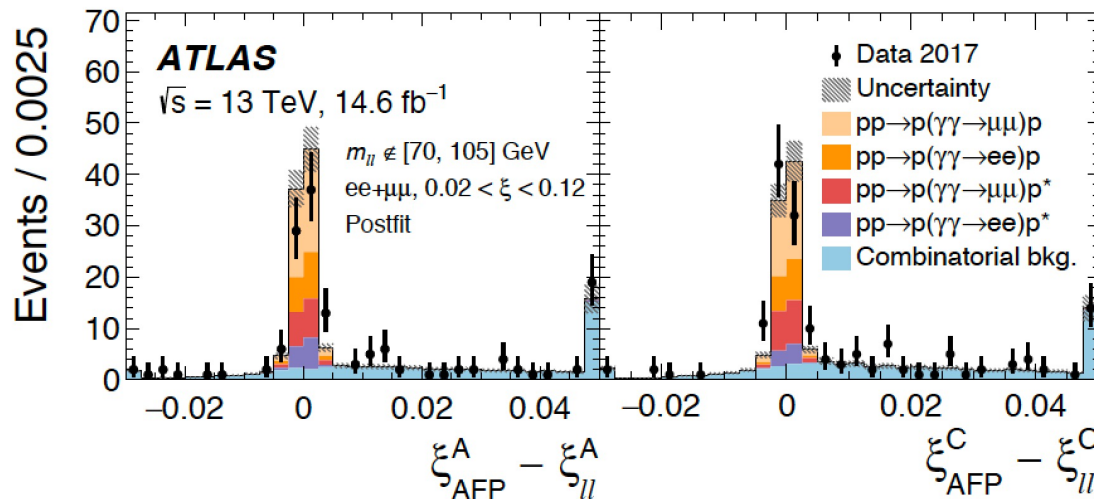 Events / 0.0025
70
60
50
40
30
20
10
0
ATLAS
√s = 13 TeV, 14.6 fb⁻¹
mₗₗ ∉ [70, 105] GeV
ee+μμ, 0.02 < ξ < 0.12
Postfit
Data 2017
Uncertainty
pp→p(γγ→μμ)p
pp→p(γγ→ee)p
pp→p(γγ→μμ)p*
pp→p(γγ→ee)p*
Combinatorial bkg.
−0.02 0 0.02 0.04
−0.02 0 0.02 0.04
ξ^A_AFP − ξ^A_ll
ξ^C_AFP − ξ^C_ll